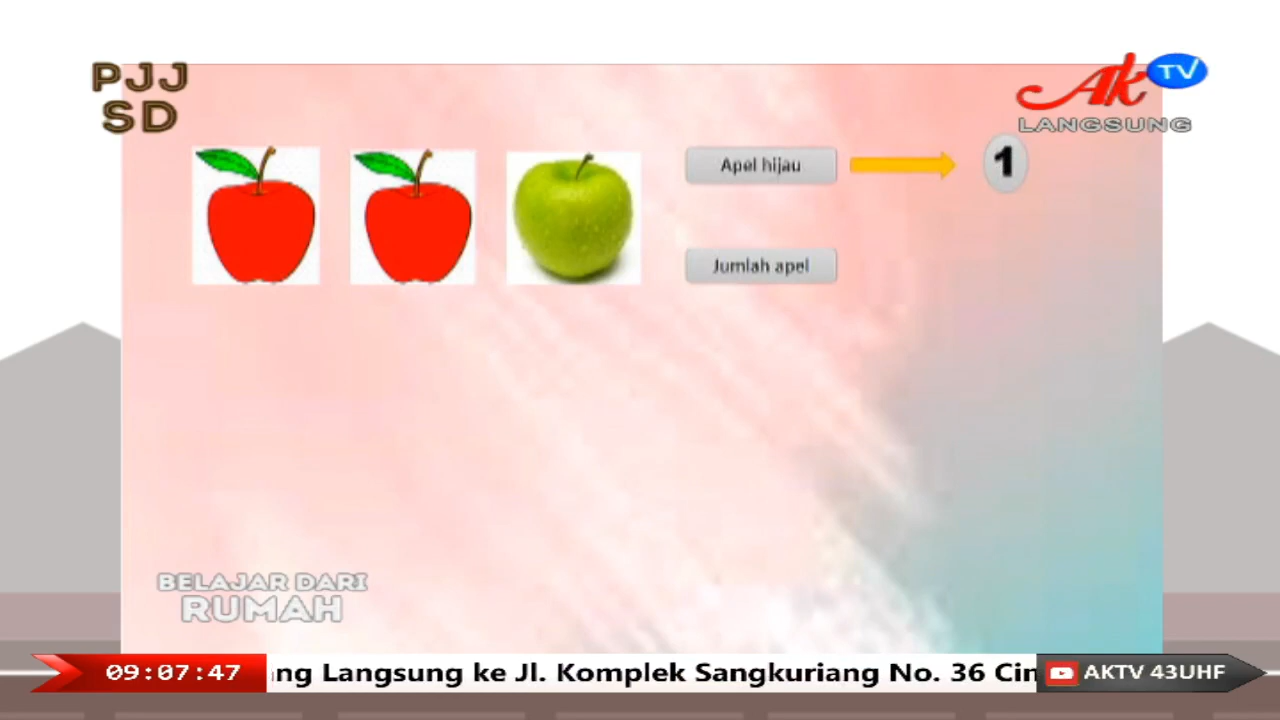 PJJ
SD
Ak TV
LANGSUNG
Apel hijau
1
Jumlah apel
BELAJAR DARI
RUMAH
09:07:47
ng Langsung ke Jl. Komplek Sangkuriang No. 36 Cin
AKTV 43UHF